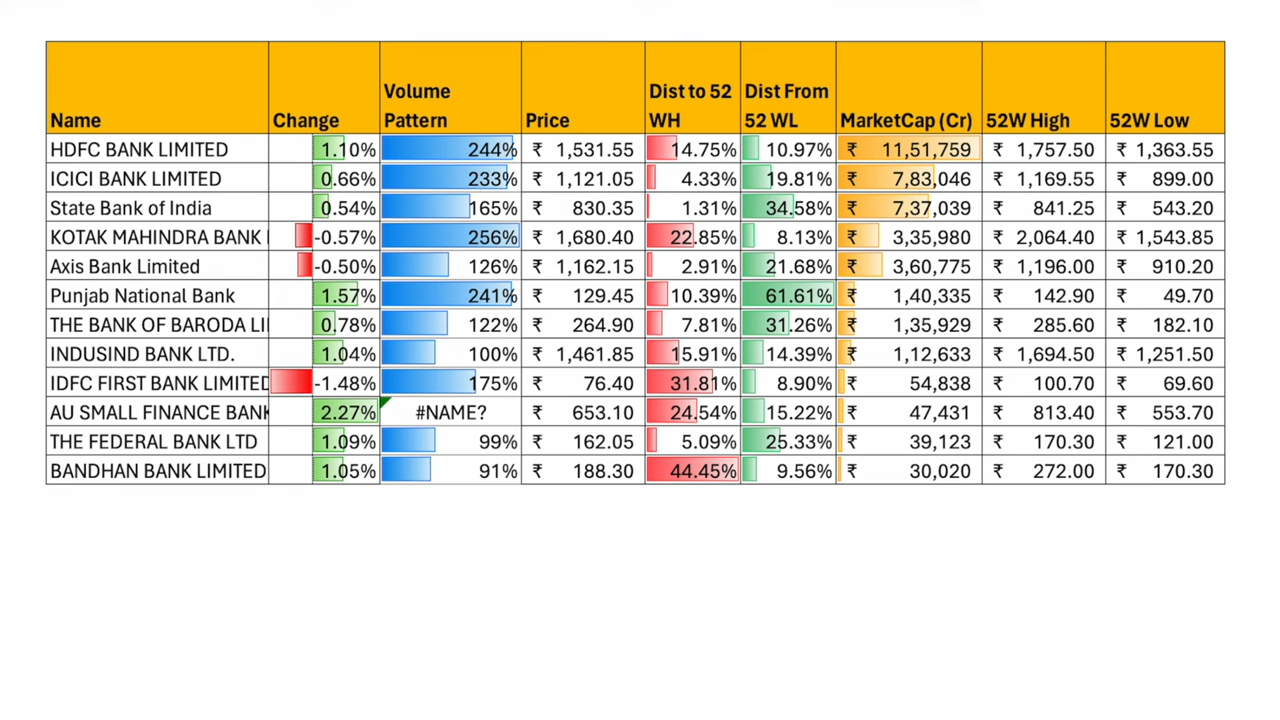 Name Change Volume Pattern Price Dist to 52 WH Dist From 52 WL MarketCap (Cr) 52W High 52W Low
HDFC BANK LIMITED 1.10% 244% ₹ 1,531.55 14.75% 10.97% ₹ 11,51,759 ₹ 1,757.50 ₹ 1,363.55
ICICI BANK LIMITED 0.66% 233% ₹ 1,121.05 4.33% 19.81% ₹ 7,83,046 ₹ 1,169.55 ₹ 899.00
State Bank of India 0.54% 165% ₹ 830.35 1.31% 34.58% ₹ 7,37,039 ₹ 841.25 ₹ 543.20
KOTAK MAHINDRA BANK -0.57% 256% ₹ 1,680.40 22.85% 8.13% ₹ 3,35,980 ₹ 2,064.40 ₹ 1,543.85
Axis Bank Limited -0.50% 126% ₹ 1,162.15 2.91% 21.68% ₹ 3,60,775 ₹ 1,196.00 ₹ 910.20
Punjab National Bank 1.57% 241% ₹ 129.45 10.39% 61.61% ₹ 1,40,335 ₹ 142.90 ₹ 49.70
THE BANK OF BARODA LI 0.78% 122% ₹ 264.90 7.81% 31.26% ₹ 1,35,929 ₹ 285.60 ₹ 182.10
INDUSIND BANK LTD. 1.04% 100% ₹ 1,461.85 15.91% 14.39% ₹ 1,12,633 ₹ 1,694.50 ₹ 1,251.50
IDFC FIRST BANK LIMITED -1.48% 175% ₹ 76.40 31.81% 8.90% ₹ 54,838 ₹ 100.70 ₹ 69.60
AU SMALL FINANCE BANK 2.27% #NAME? ₹ 653.10 24.54% 15.22% ₹ 47,431 ₹ 813.40 ₹ 553.70
THE FEDERAL BANK LTD 1.09% 99% ₹ 162.05 5.09% 25.33% ₹ 39,123 ₹ 170.30 ₹ 121.00
BANDHAN BANK LIMITED 1.05% 91% ₹ 188.30 44.45% 9.56% ₹ 30,020 ₹ 272.00 ₹ 170.30